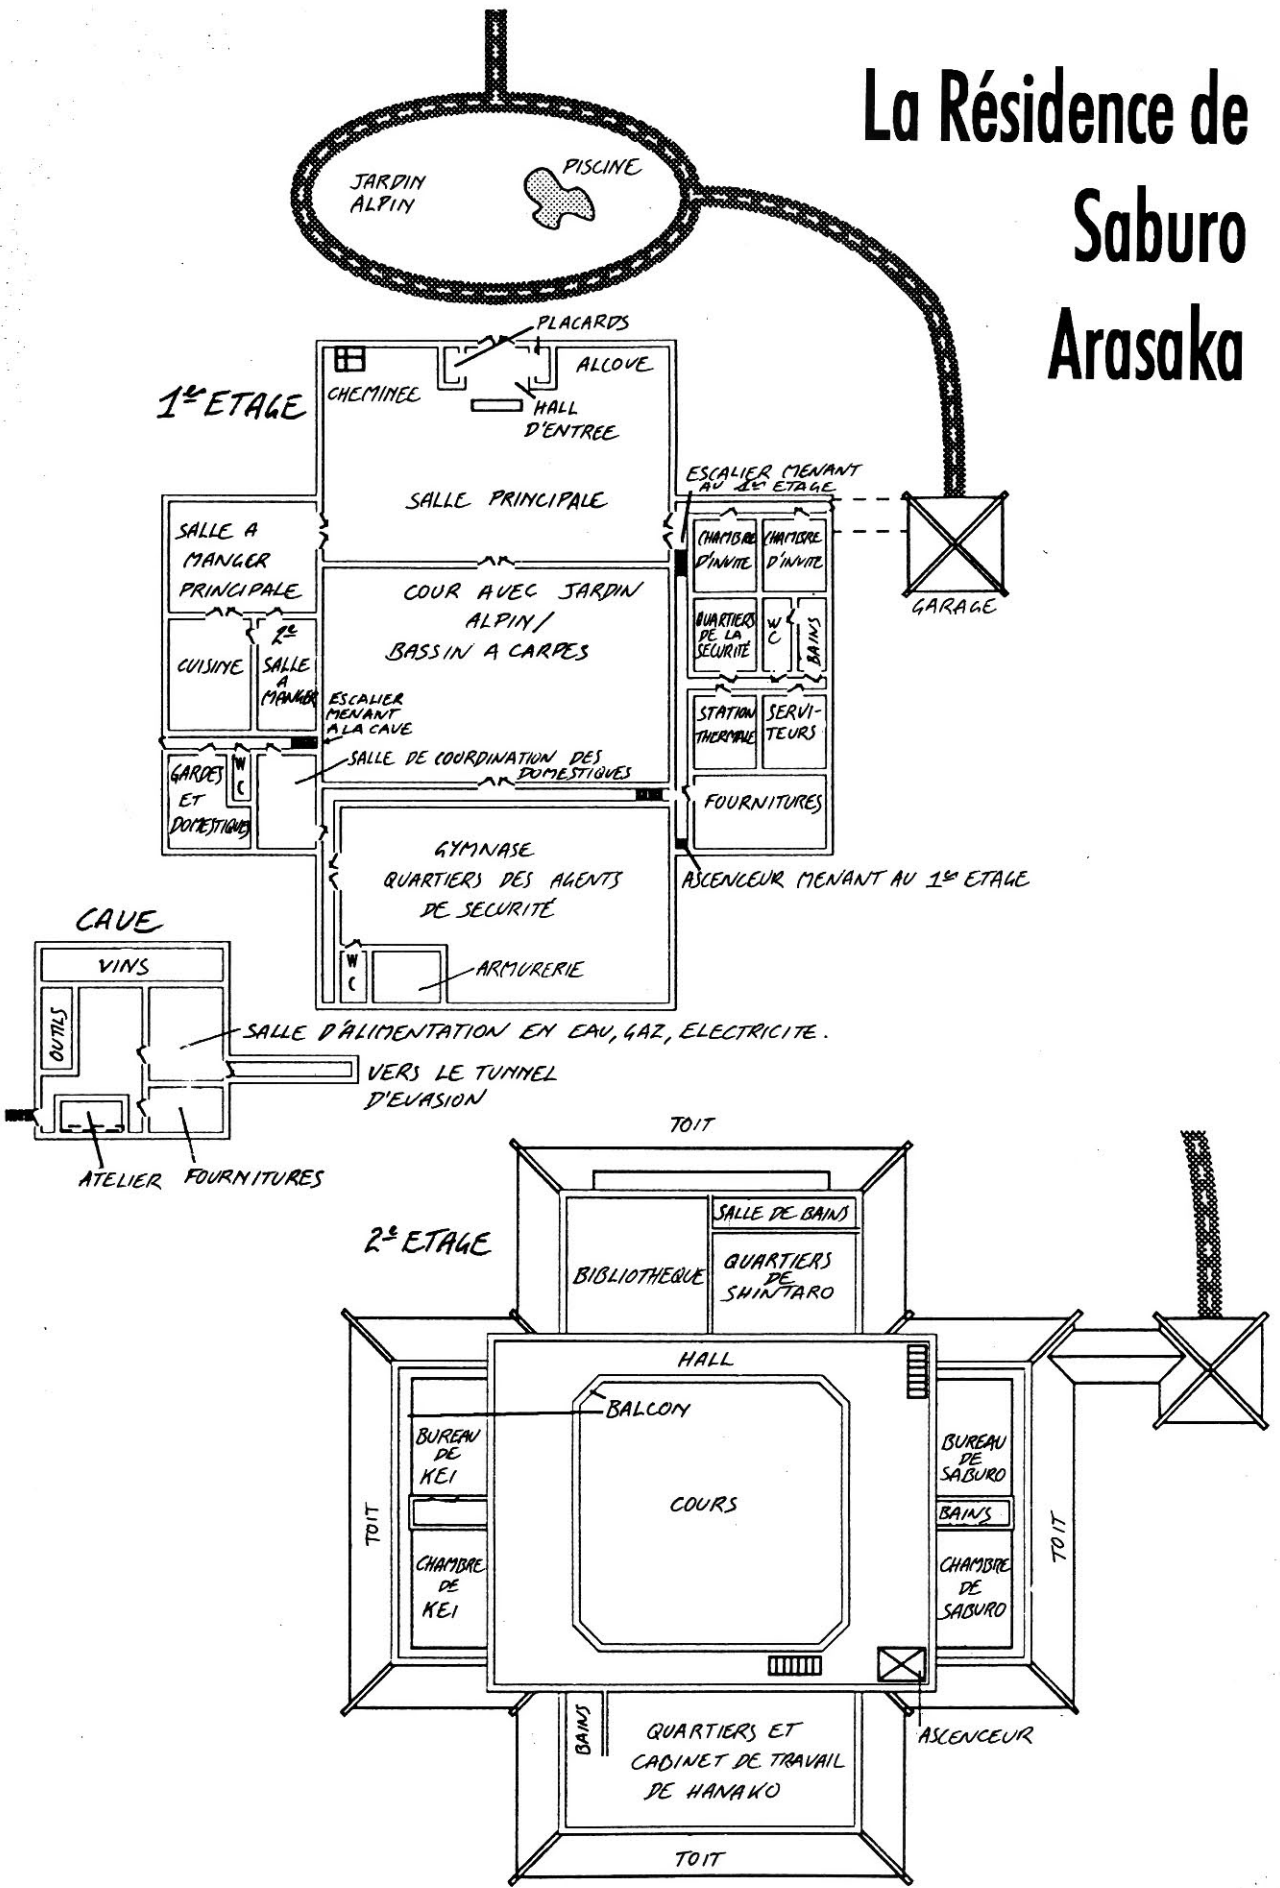 La Résidence de
Saburo
Arasaka
JARDIN
ALPIN
PISCINE
1er ETAGE
PLACARDS
CHEMINEE
ALCOVE
HALL
D'ENTREE
SALLE PRINCIPALE
ESCALIER MENANT
AU 1er ETAGE
SALLE A
MANGER
PRINCIPALE
COUR AVEC JARDIN
ALPIN/
BASSIN A CARPES
CHAMBRE
D'INVITE
CHAMBRE
D'INVITE
GARAGE
CUISINE
2e
SALLE
A
MANGER
QUARTIERS
DE LA
SECURITÉ
WC
BAINS
ESCALIER
MENANT
A LA CAVE
STATION
THERMALE
SERVI-
TEURS
SALLE DE COORDINATION DES
DOMESTIQUES
GARDES
ET
DOMESTIQUES
WC
FOURNITURES
GYMNASE
QUARTIERS DES AGENTS
DE SECURITÉ
ASCENCEUR MENANT AU 1er ETAGE
WC
ARMURERIE
CAVE
VINS
OUTILS
SALLE D'ALIMENTATION EN EAU, GAZ, ELECTRICITE.
VERS LE TUNNEL
D'EVASION
ATELIER
FOURNITURES
2e ETAGE
TOIT
SALLE DE BAINS
BIBLIOTHEQUE
QUARTIERS
DE
SHINTARO
HALL
BALCON
BUREAU
DE
KEI
COURS
BUREAU
DE
SABURO
BAINS
TOIT
TOIT
CHAMBRE
DE
KEI
CHAMBRE
DE
SABURO
BAINS
QUARTIERS ET
CABINET DE TRAVAIL
DE HANAKO
ASCENCEUR
TOIT